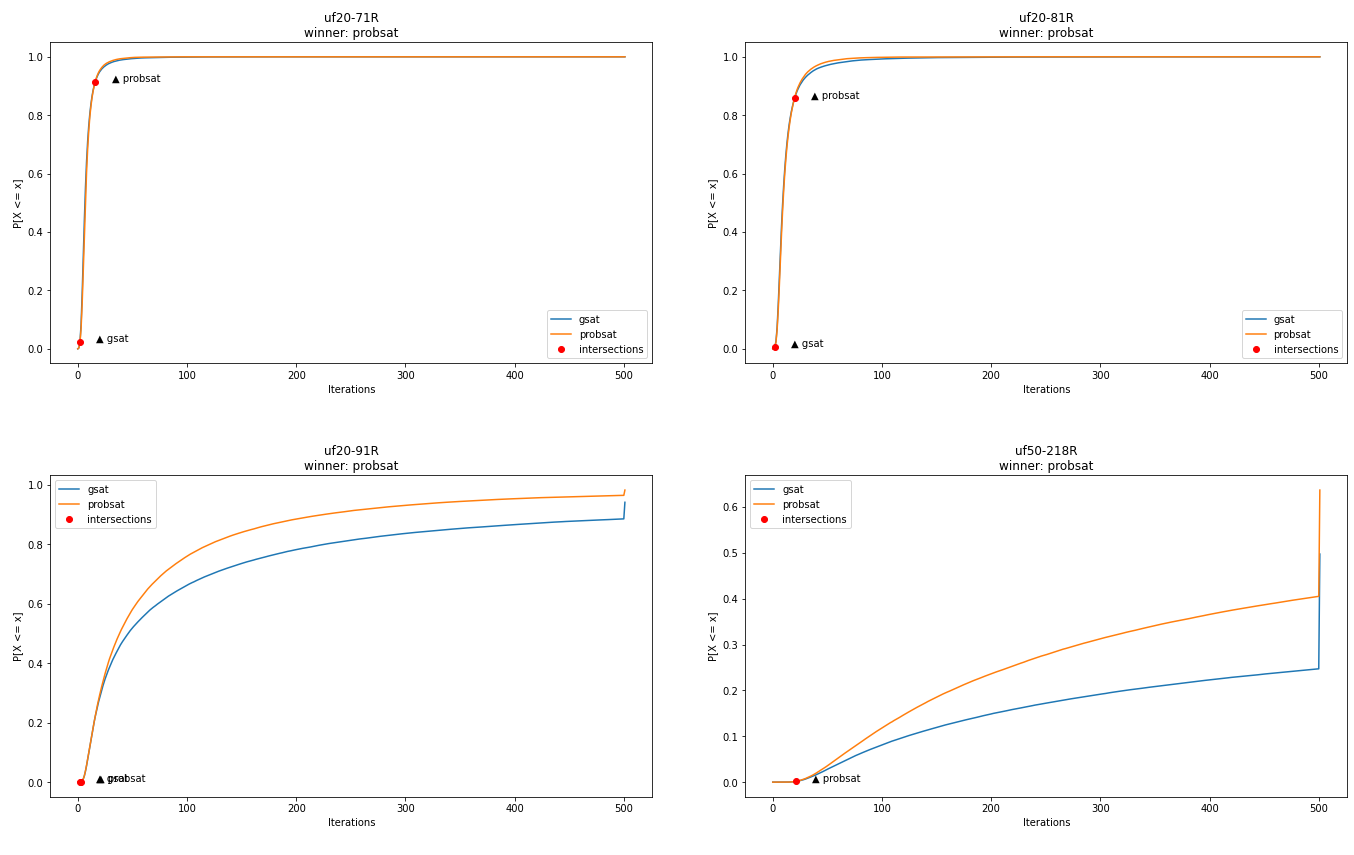 uf20-71R
winner: probsat
1.0
0.8
0.6
0.4
0.2
0.0
P[X <= x]
▲ probsat
▲ gsat
gsat
probsat
intersections
0 100 200 300 400 500
Iterations
uf20-81R
winner: probsat
1.0
0.8
0.6
0.4
0.2
0.0
P[X <= x]
▲ probsat
▲ gsat
gsat
probsat
intersections
0 100 200 300 400 500
Iterations
uf20-91R
winner: probsat
gsat
probsat
intersections
1.0
0.8
0.6
0.4
0.2
0.0
P[X <= x]
▲ gsat
▲ probsat
0 100 200 300 400 500
Iterations
uf50-218R
winner: probsat
gsat
probsat
intersections
0.6
0.5
0.4
0.3
0.2
0.1
0.0
P[X <= x]
▲ probsat
0 100 200 300 400 500
Iterations